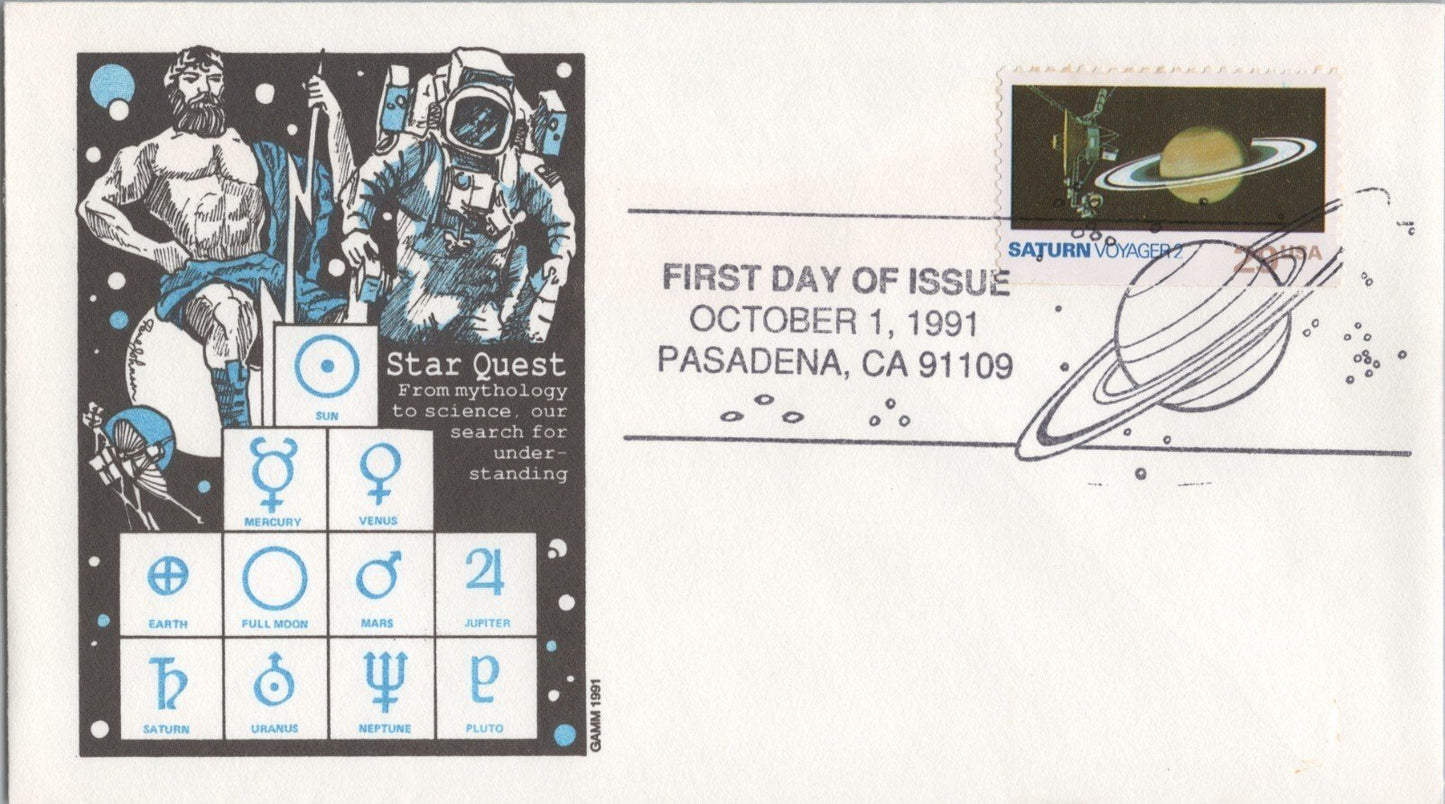 Star Quest
From mythology
to science, our
search for
under-
standing
SUN
MERCURY
VENUS
EARTH
FULL MOON
MARS
JUPITER
SATURN
URANUS
NEPTUNE
PLUTO
GAMM 1991
SATURN VOYAGER 2
29 USA
FIRST DAY OF ISSUE
OCTOBER 1, 1991
PASADENA, CA 91109